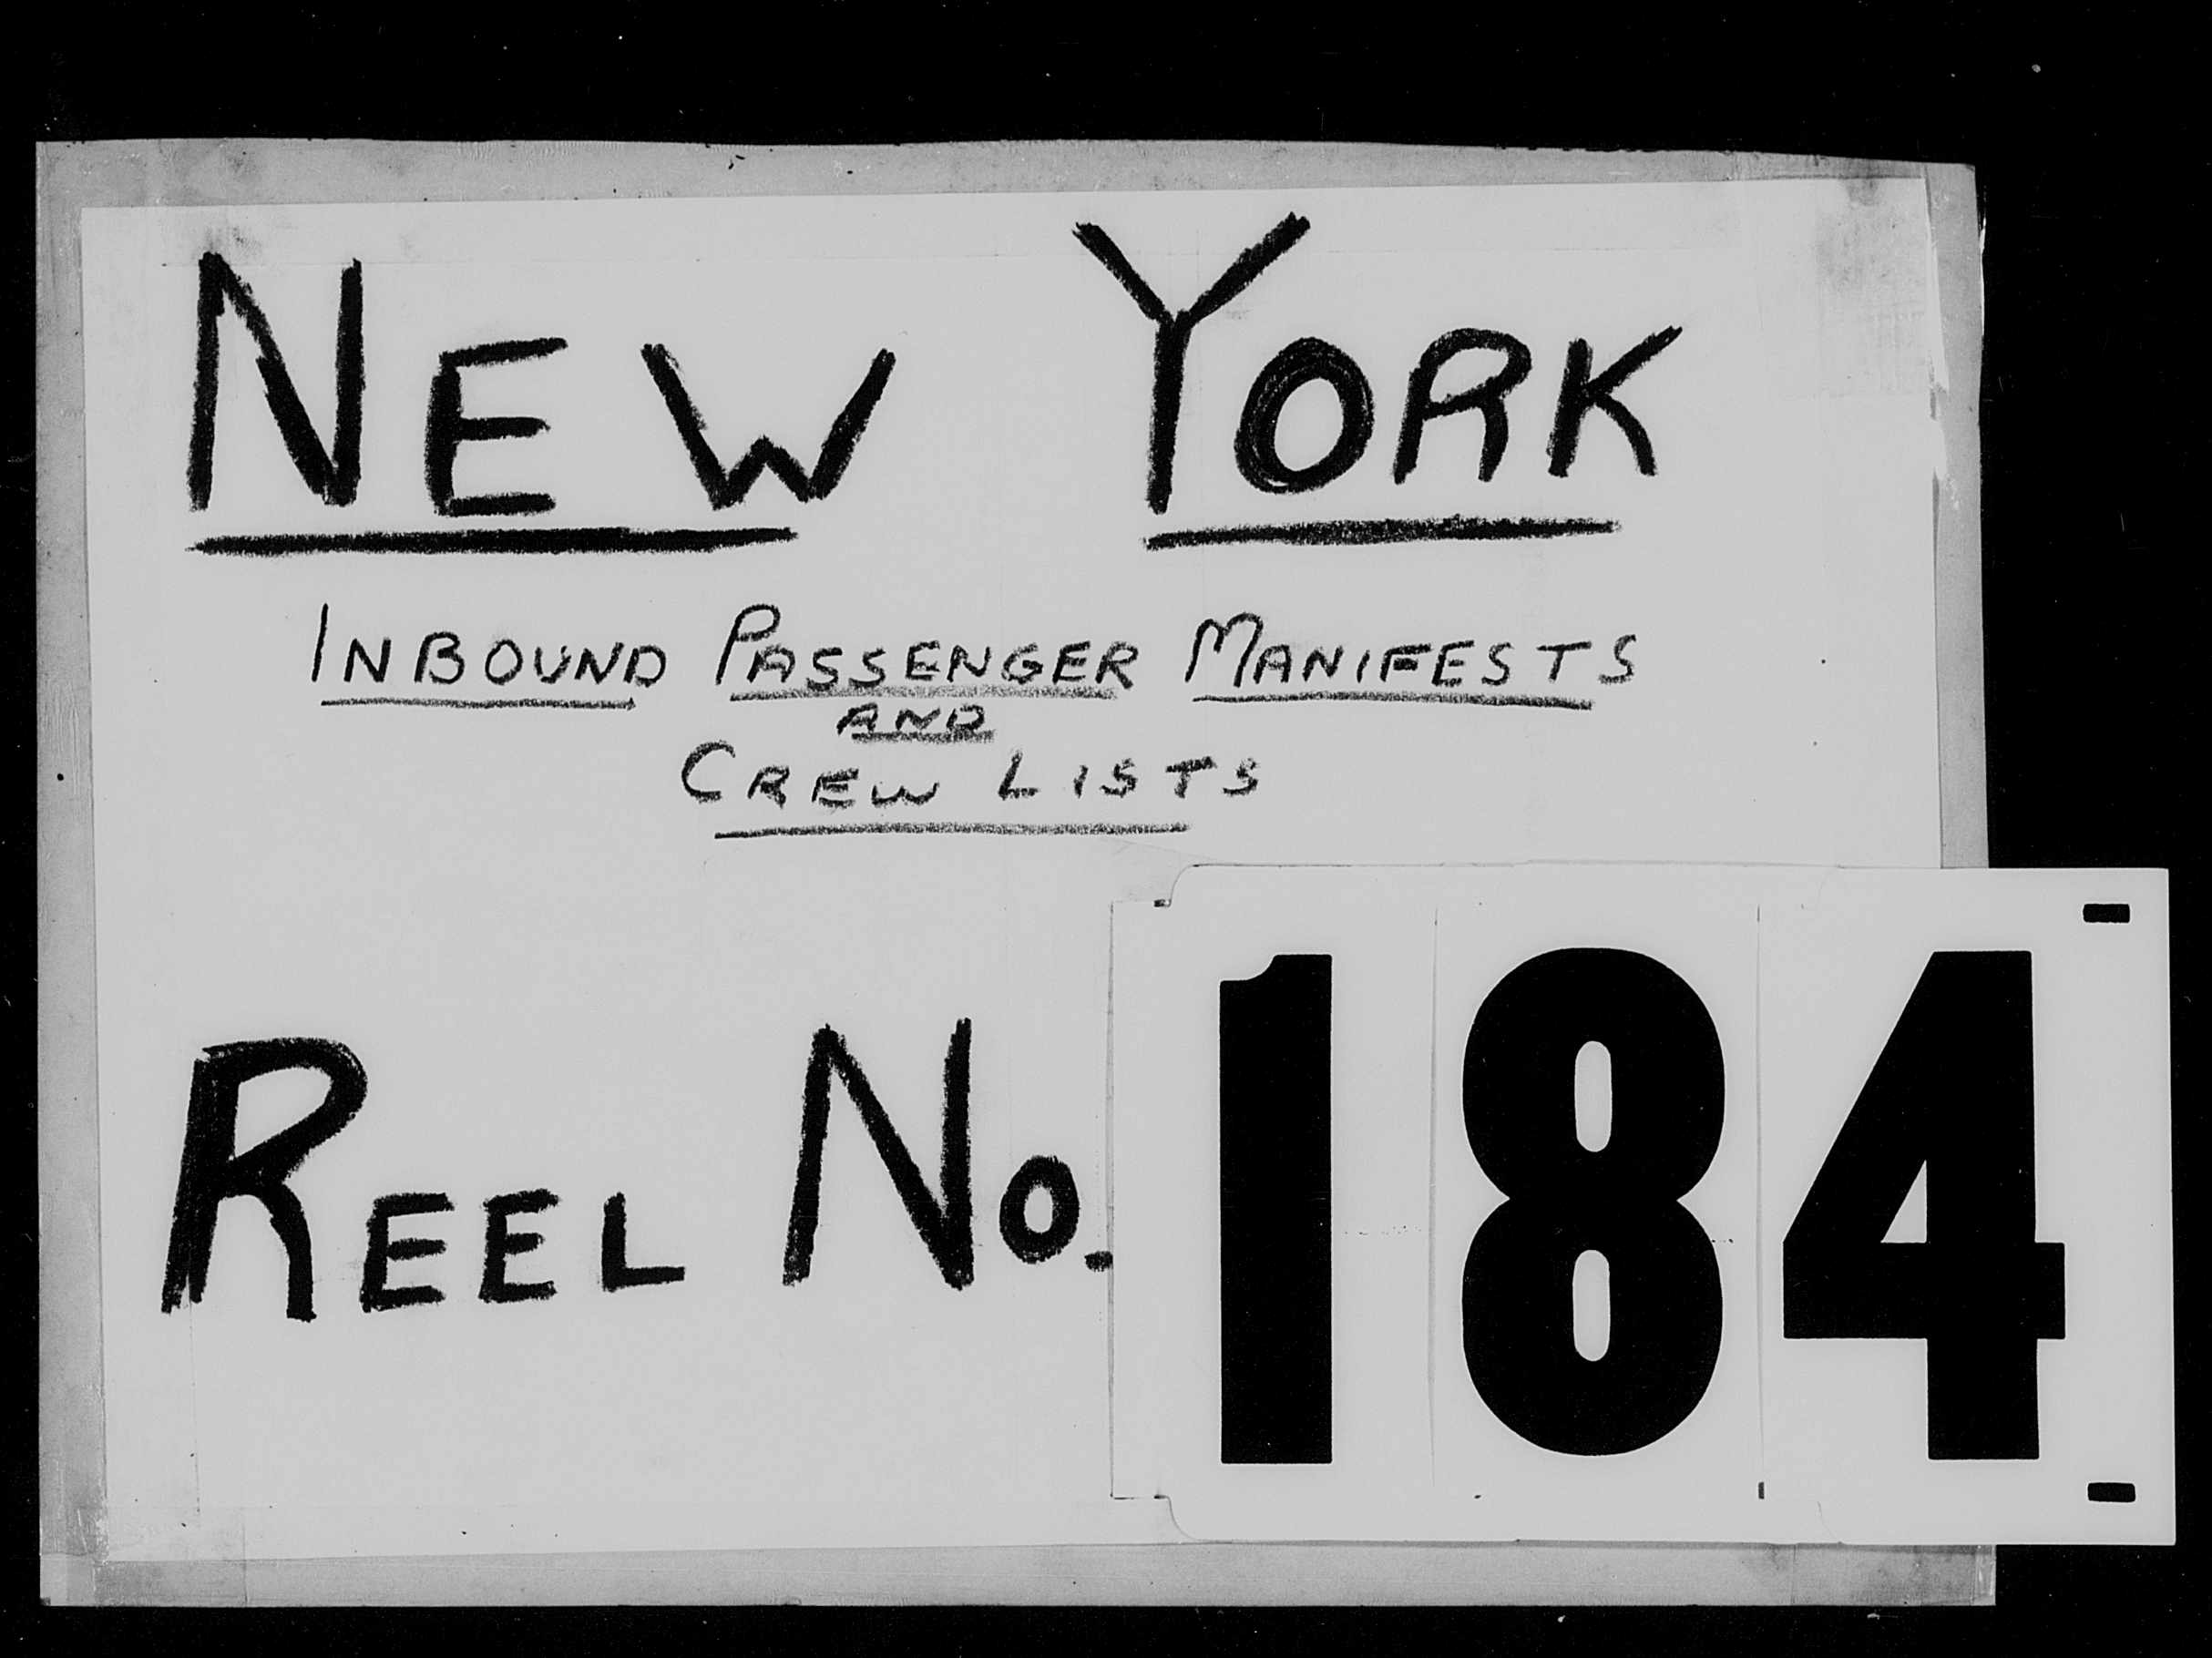 NEW YORK
INBOUND PASSENGER MANIFESTS
AND
CREW LISTS
REEL NO. 184